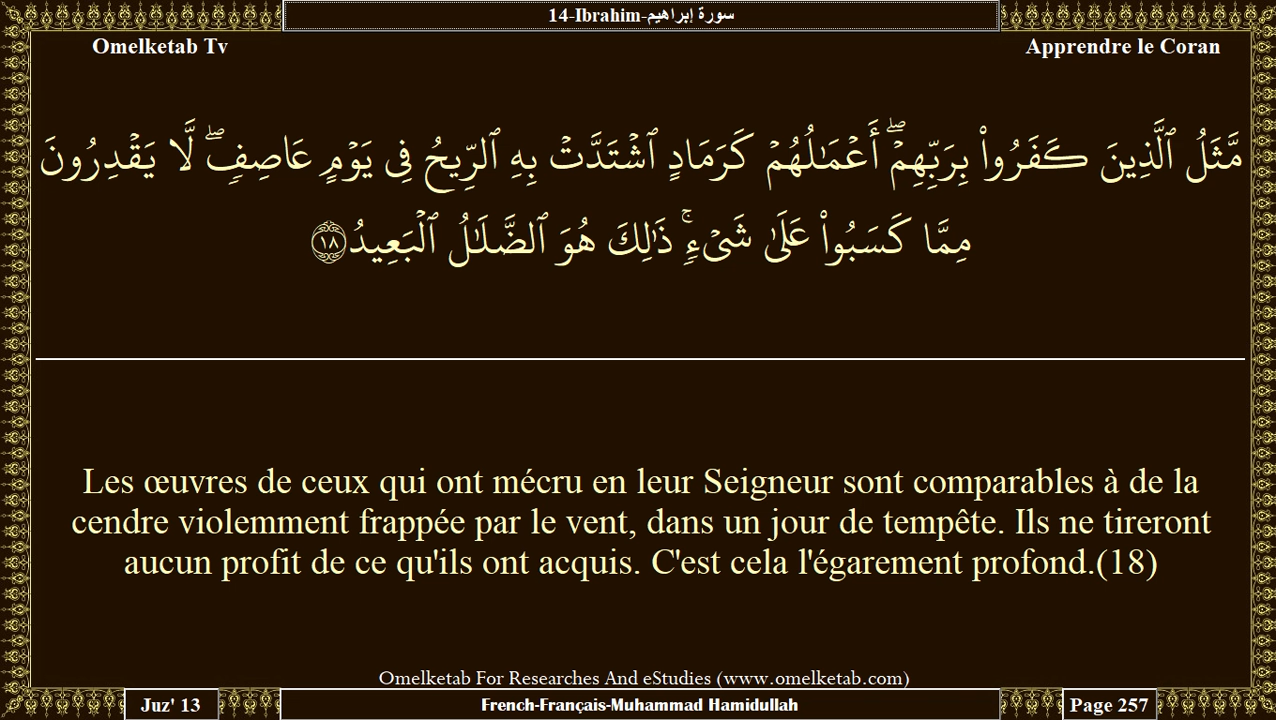 14-Ibrahim-سورة إبراهيم
Omelketab Tv
Apprendre le Coran
مَّثَلُ ٱلَّذِينَ كَفَرُوا۟ بِرَبِّهِمْ ۖ أَعْمَـٰلُهُمْ كَرَمَادٍ ٱشْتَدَّتْ بِهِ ٱلرِّيحُ فِى يَوْمٍ عَاصِفٍ ۖ لَّا يَقْدِرُونَ
مِمَّا كَسَبُوا۟ عَلَىٰ شَىْءٍ ۚ ذَٰلِكَ هُوَ ٱلضَّلَـٰلُ ٱلْبَعِيدُ ١٨
Les œuvres de ceux qui ont mécru en leur Seigneur sont comparables à de la
cendre violemment frappée par le vent, dans un jour de tempête. Ils ne tireront
aucun profit de ce qu'ils ont acquis. C'est cela l'égarement profond.(18)
Omelketab For Researches And eStudies (www.omelketab.com)
Juz' 13
French-Français-Muhammad Hamidullah
Page 257